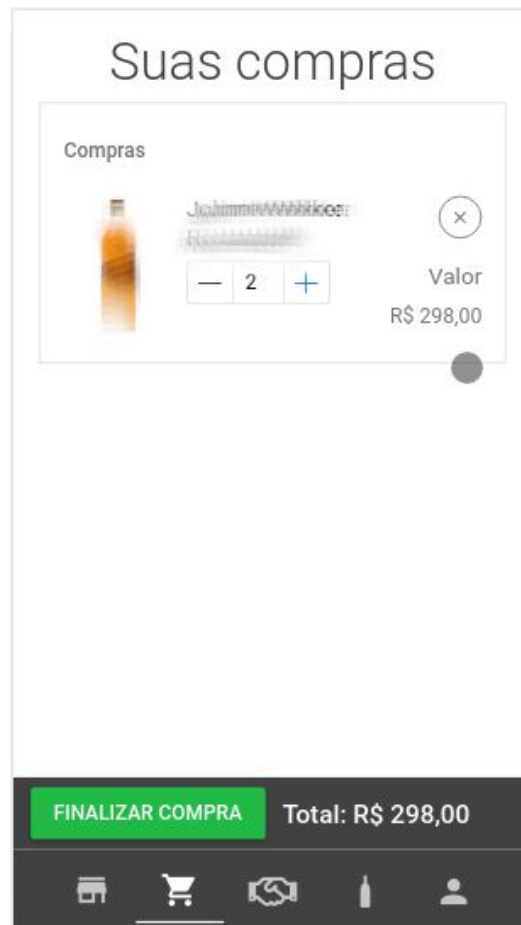 Suas compras
Compras
2
Valor
R$ 298,00
FINALIZAR COMPRA
Total: R$ 298,00